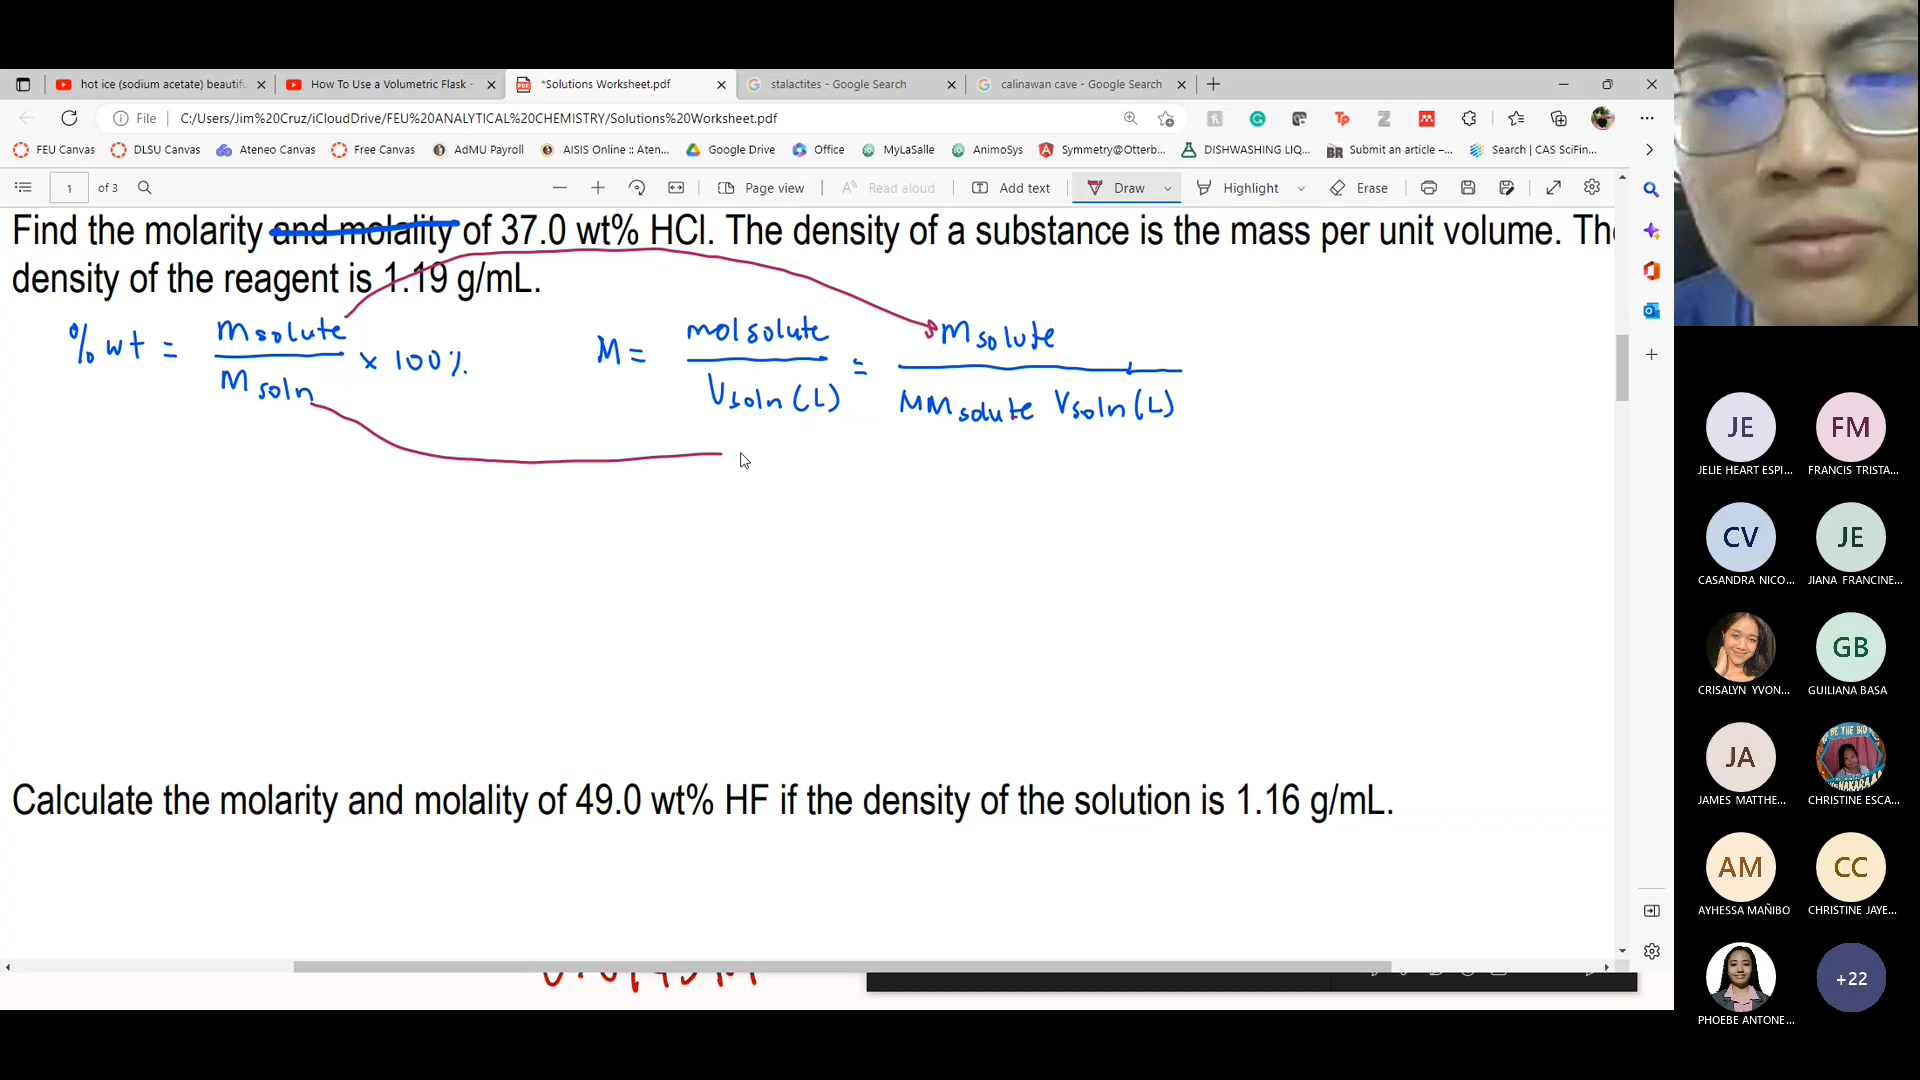 hot ice (sodium acetate) beautifu
How To Use a Volumetric Flask -
*Solutions Worksheet.pdf
stalactites - Google Search
calinawan cave - Google Search
File
C:/Users/Jim%20Cruz/iCloudDrive/FEU%20ANALYTICAL%20CHEMISTRY/Solutions%20Worksheet.pdf
FEU Canvas
DLSU Canvas
Ateneo Canvas
Free Canvas
AdMU Payroll
AISIS Online :: Aten...
Google Drive
Office
MyLaSalle
AnimoSys
Symmetry@Otterb...
DISHWASHING LIQ...
Submit an article –...
Search | CAS SciFin...
1 of 3
Page view
Read aloud
Add text
Draw
Highlight
Erase
Find the molarity and molality of 37.0 wt% HCl. The density of a substance is the mass per unit volume. The
density of the reagent is 1.19 g/mL.
% wt = m solute / m soln × 100%
M = mol solute / V soln (L) = m solute / MM solute V soln (L)
Calculate the molarity and molality of 49.0 wt% HF if the density of the solution is 1.16 g/mL.
JE
JELIE HEART ESPI...
FM
FRANCIS TRISTA...
CV
CASANDRA NICO...
JE
JIANA FRANCINE...
CRISALYN YVON...
GB
GUILIANA BASA
JA
JAMES MATTHE...
CHRISTINE ESCA...
AM
AYHESSA MAÑIBO
CC
CHRISTINE JAYE...
PHOEBE ANTONE...
+22